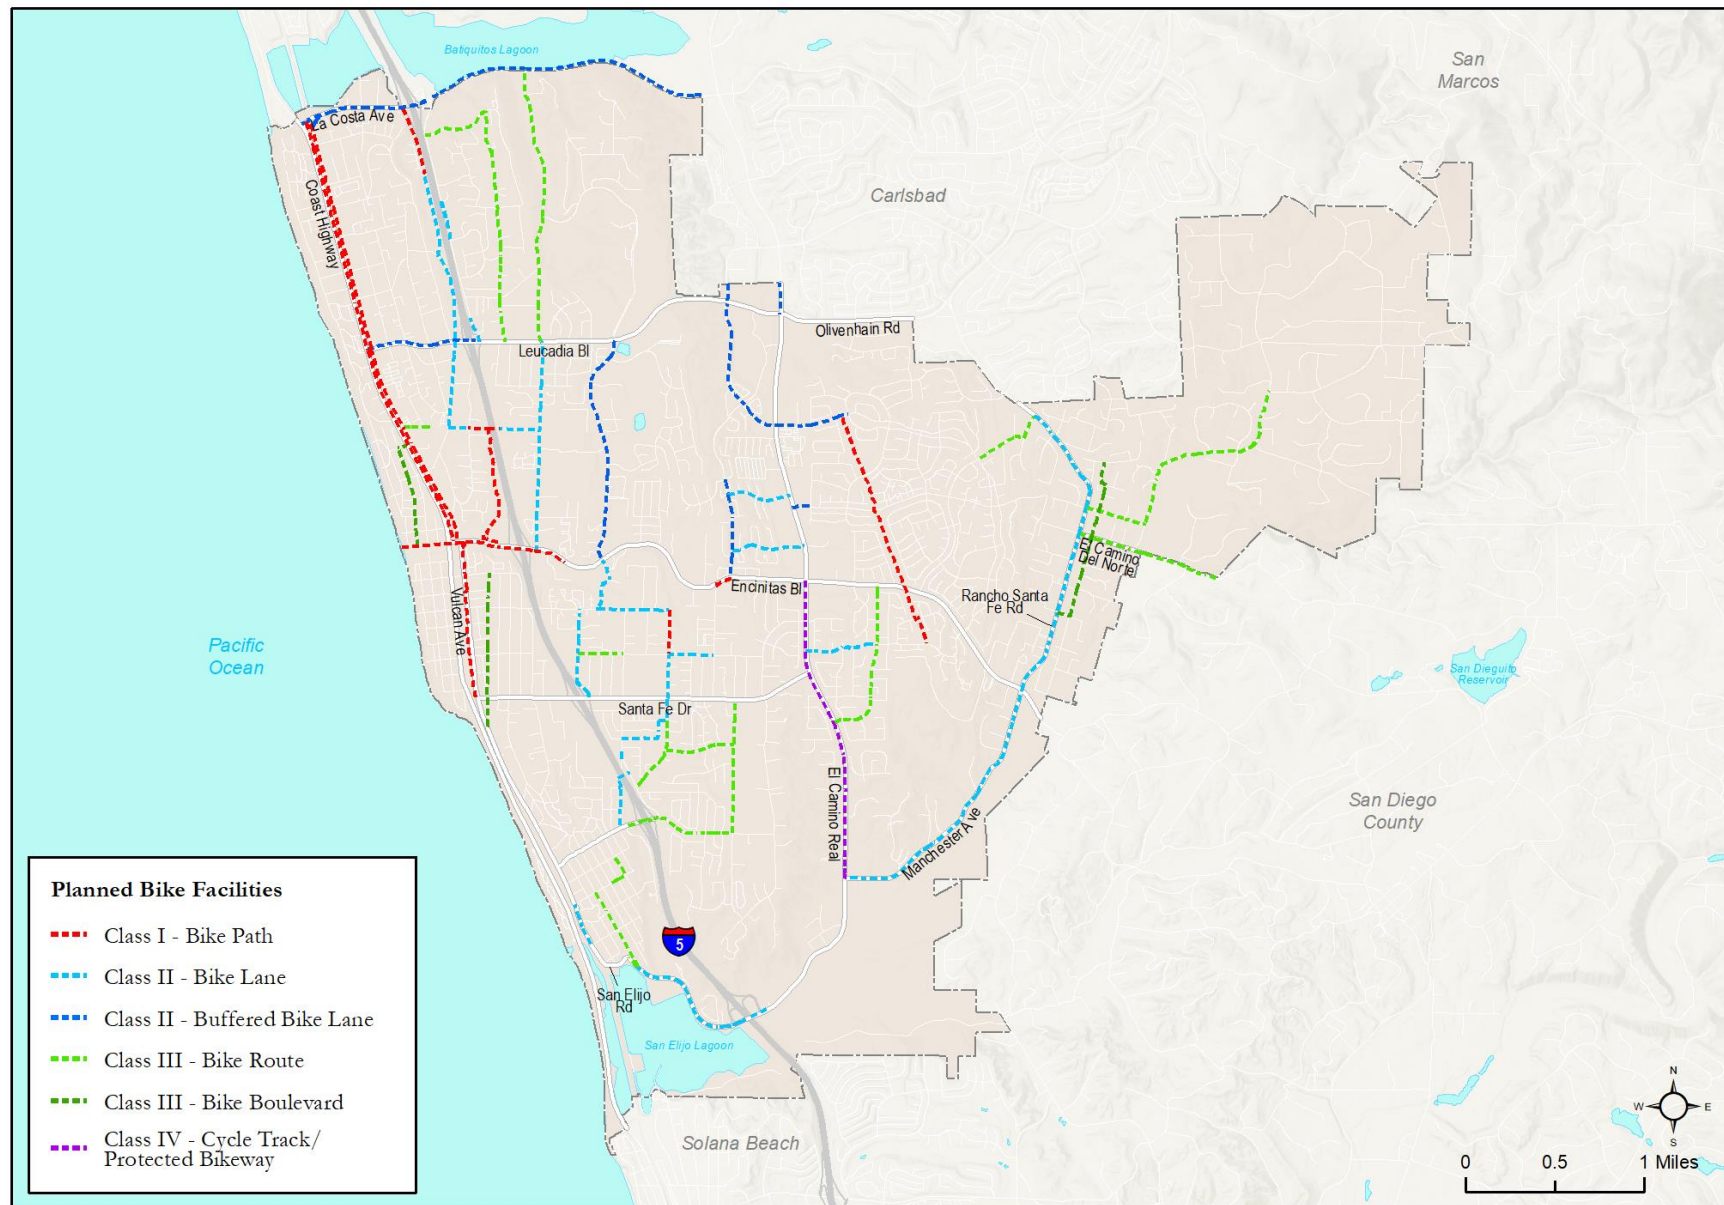 Batiquitos Lagoon
San
Marcos
La Costa Ave
Carlsbad
Coast Highway
Olivenhain Rd
Leucadia Bl
El Camino
Del Norte
Encinitas Bl
Rancho Santa
Fe Rd
Vulcan Ave
Pacific
Ocean
San Dieguito
Reservoir
Santa Fe Dr
El Camino Real
San Diego
County
Manchester Ave
5
San Elijo
Rd
San Elijo Lagoon
Solana Beach
Planned Bike Facilities
Class I - Bike Path
Class II - Bike Lane
Class II - Buffered Bike Lane
Class III - Bike Route
Class III - Bike Boulevard
Class IV - Cycle Track/
Protected Bikeway
N
W E
S
0 0.5 1 Miles